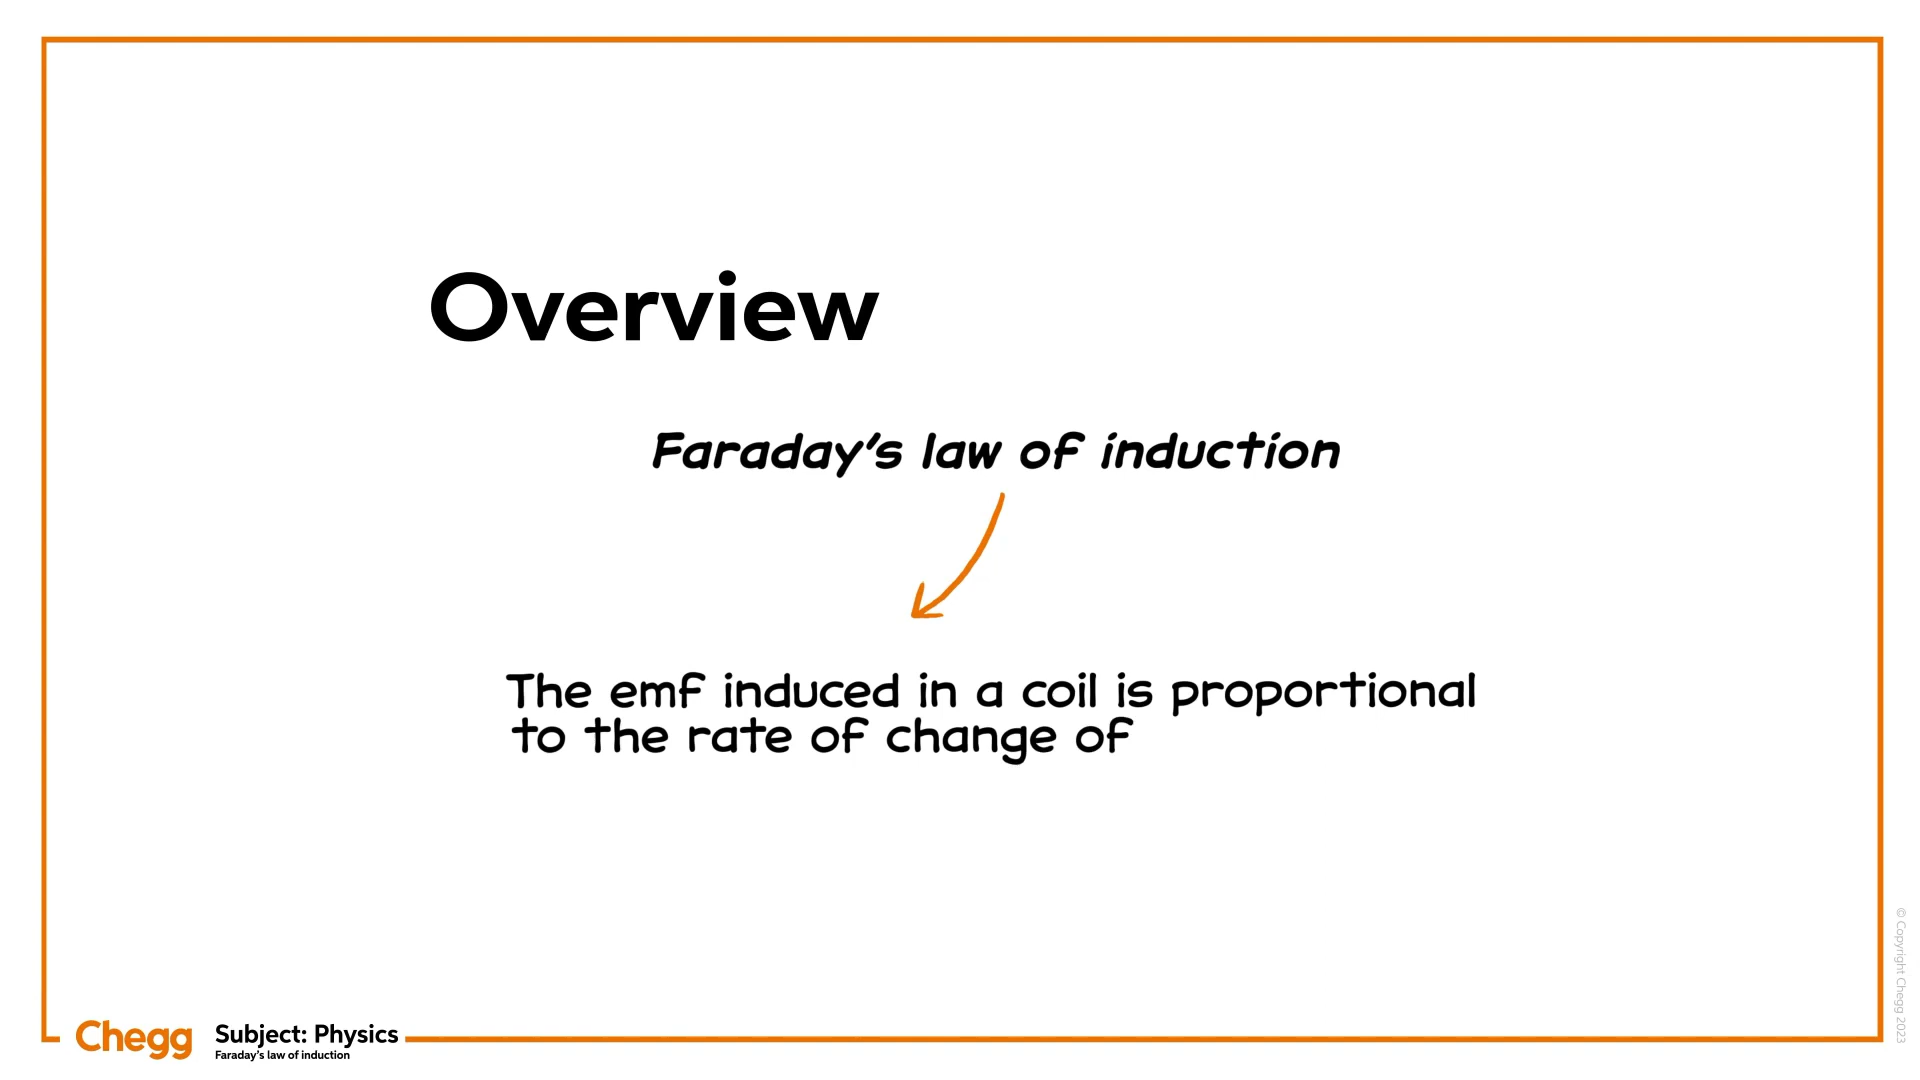 Overview
Faraday's law of induction
The emf induced in a coil is proportional
to the rate of change of
Chegg
Subject: Physics
Faraday's law of induction
© Copyright Chegg 2023